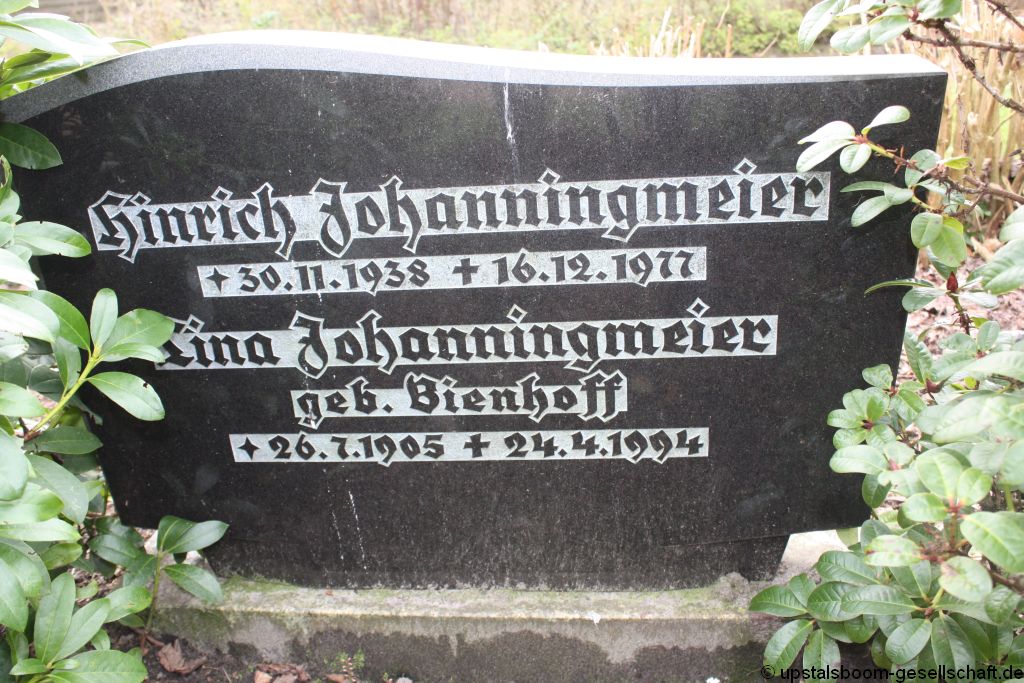 Hinrich Johanningmeier
✦ 30.11.1938 ✝ 16.12.1977
Lina Johanningmeier
geb. Bienhoff
✦ 26.7.1905 ✝ 24.4.1994
© upstalsboom-gesellschaft.de